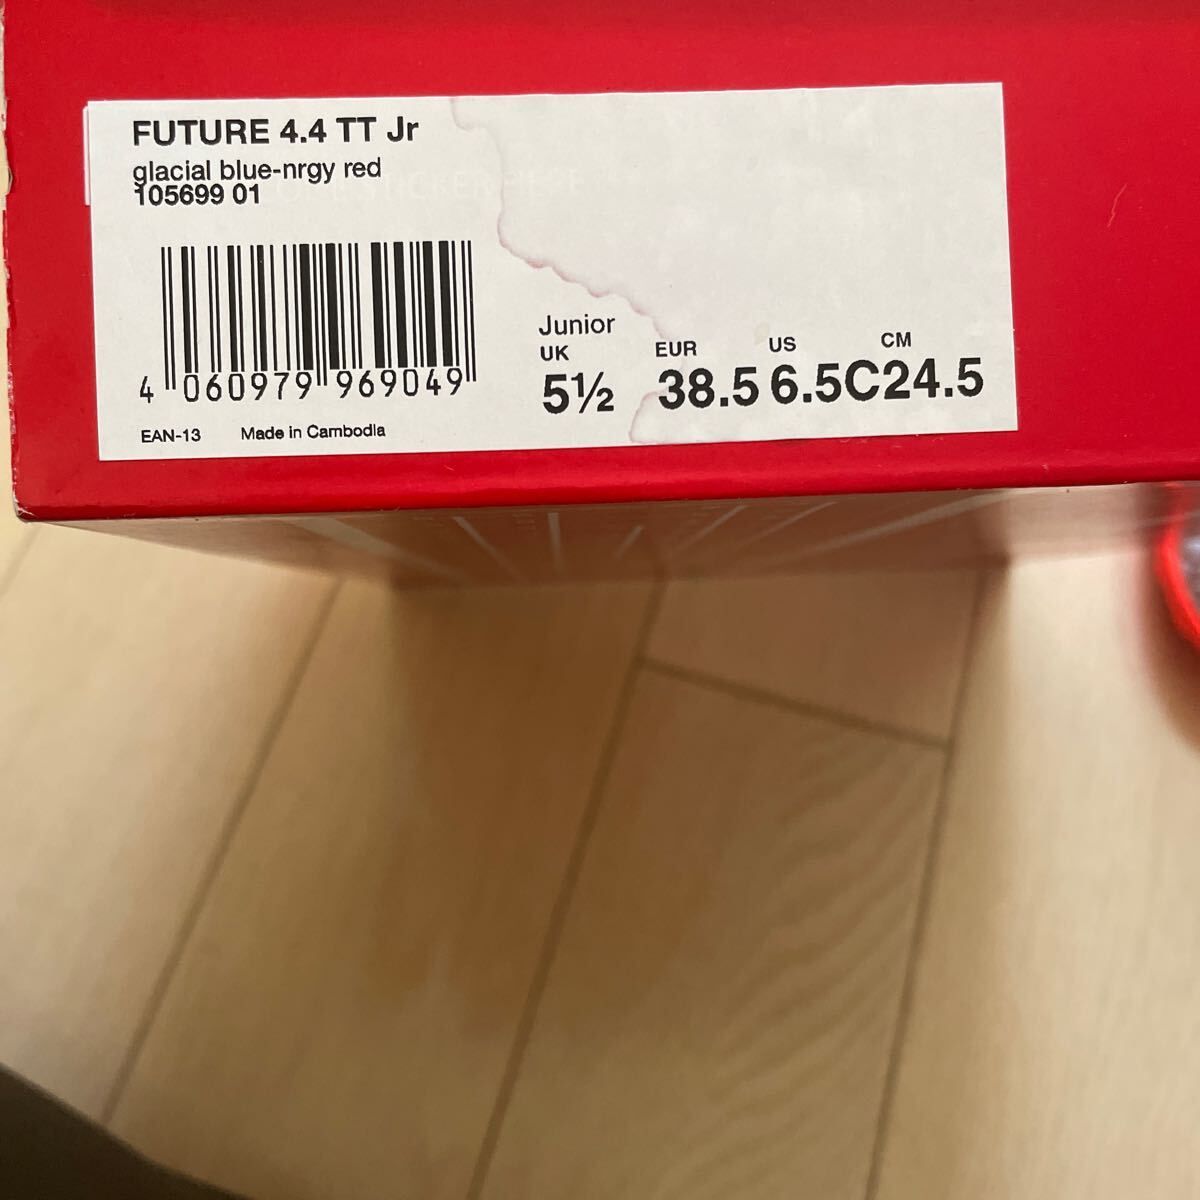 FUTURE 4.4 TT Jr
glacial blue-nrgy red
105699 01
4 060979 969049
EAN-13 Made in Cambodia
Junior
UK EUR US CM
5½ 38.5 6.5C 24.5